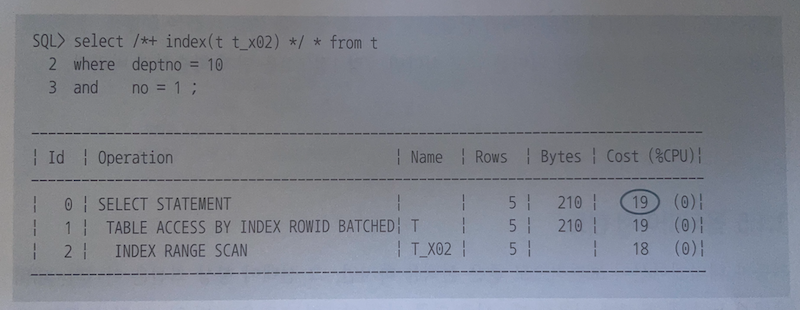 SQL> select /*+ index(t t_x02) */ * from t
  2  where  deptno = 10
  3  and     no = 1 ;
---------------------------------------------------------------------------------
| Id  | Operation                            | Name  | Rows  | Bytes | Cost (%CPU)|
---------------------------------------------------------------------------------
|   0 | SELECT STATEMENT                     |       |     5 |   210 |    19   (0)|
|   1 |  TABLE ACCESS BY INDEX ROWID BATCHED| T     |     5 |   210 |    19   (0)|
|   2 |   INDEX RANGE SCAN                   | T_X02 |     5 |       |    18   (0)|
---------------------------------------------------------------------------------